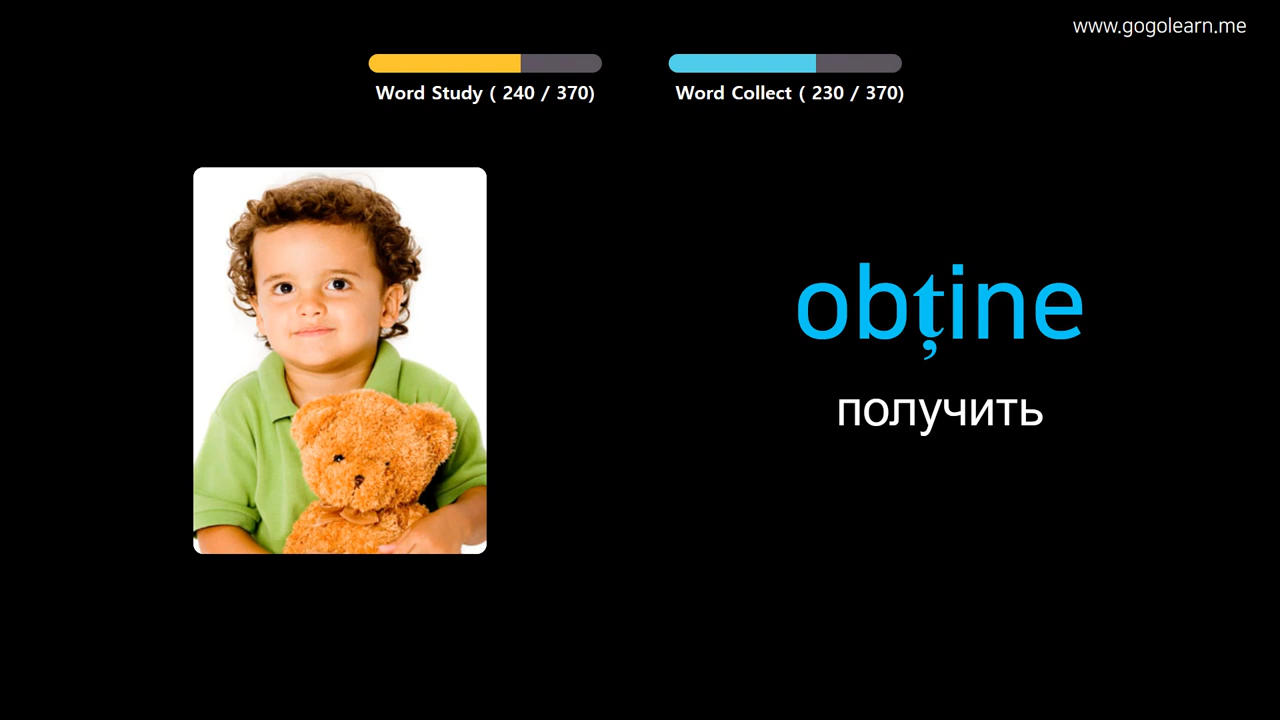 www.gogolearn.me
Word Study ( 240 / 370)
Word Collect ( 230 / 370)
obține
получить